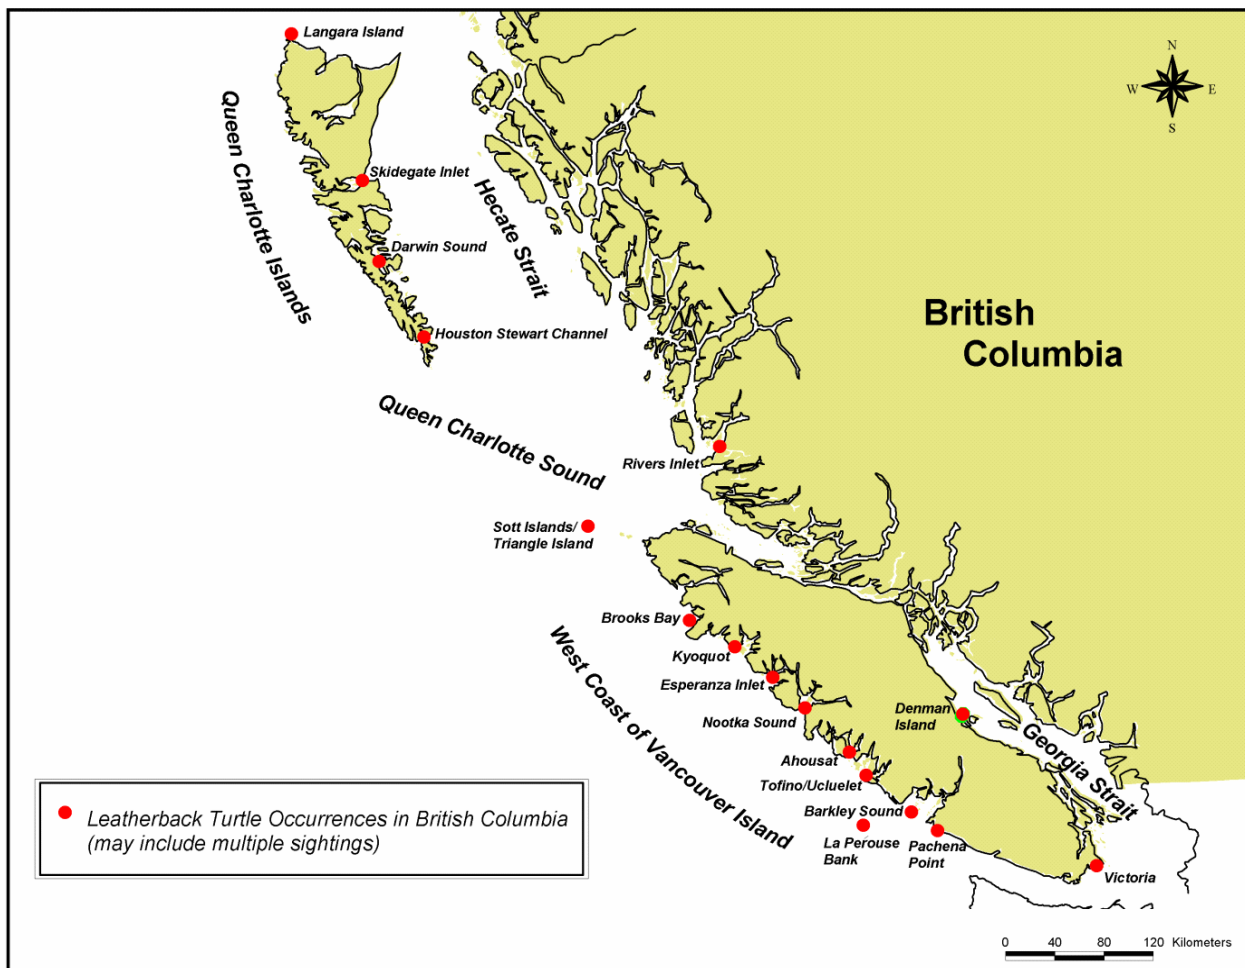 Langara Island
N
W E
S
Queen Charlotte Islands
Skidegate Inlet
Hecate Strait
Darwin Sound
Houston Stewart Channel
British
Columbia
Queen Charlotte Sound
Rivers Inlet
Sott Islands/
Triangle Island
Brooks Bay
Kyoquot
West Coast of Vancouver Island
Esperanza Inlet
Nootka Sound
Denman
Island
Georgia Strait
Ahousat
Tofino/Ucluelet
Barkley Sound
La Perouse
Bank
Pachena
Point
Victoria
Leatherback Turtle Occurrences in British Columbia
(may include multiple sightings)
0 40 80 120 Kilometers